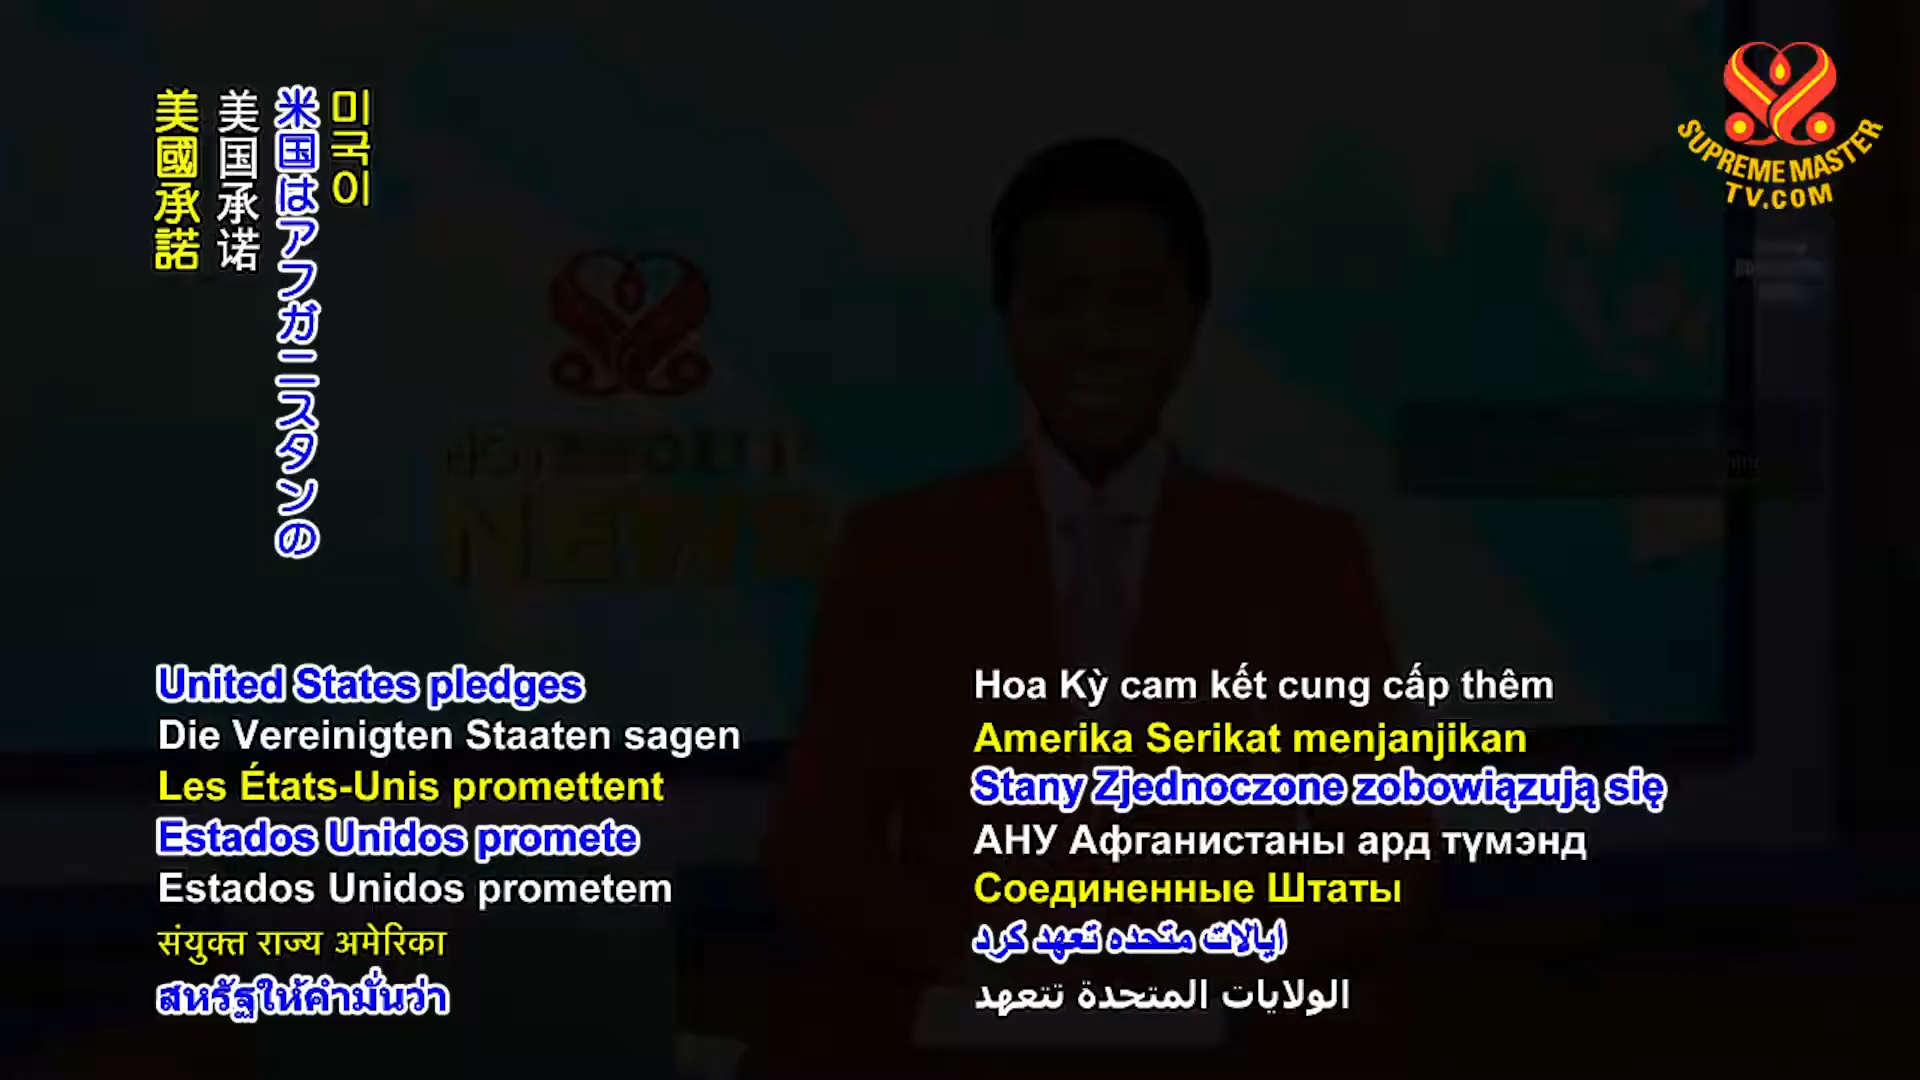 美國承諾
美国承诺
米国はアフガニスタンの
미국이
SUPREME MASTER
TV.COM
NEWS
United States pledges
Die Vereinigten Staaten sagen
Les États-Unis promettent
Estados Unidos promete
Estados Unidos prometem
संयुक्त राज्य अमेरिका
สหรัฐให้คำมั่นว่า
Hoa Kỳ cam kết cung cấp thêm
Amerika Serikat menjanjikan
Stany Zjednoczone zobowiązują się
АНУ Афганистаны ард түмэнд
Соединенные Штаты
ایالات متحده تعهد کرد
الولايات المتحدة تتعهد